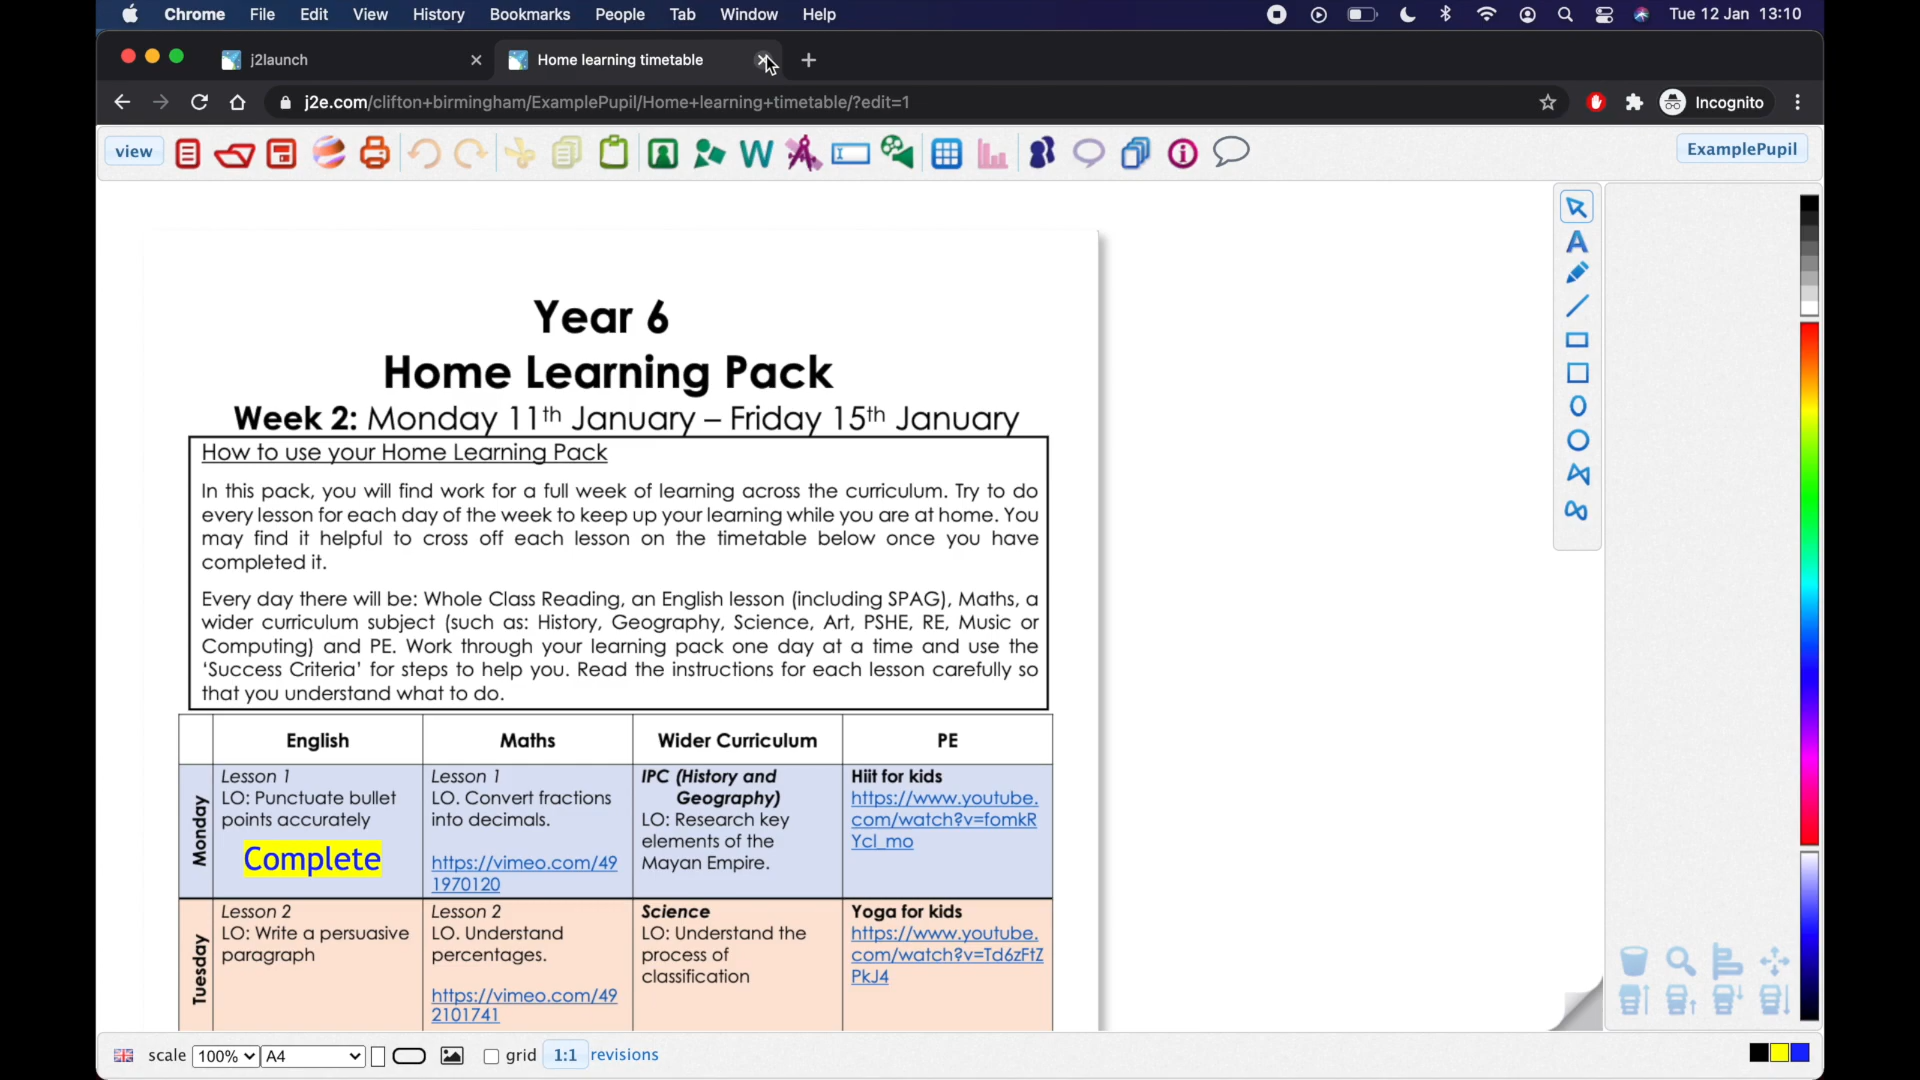 Chrome File Edit View History Bookmarks People Tab Window Help Tue 12 Jan 13:10
j2launch Home learning timetable
j2e.com/clifton+birmingham/ExamplePupil/Home+learning+timetable/?edit=1 Incognito
view W ExamplePupil
A
Year 6
Home Learning Pack
Week 2: Monday 11th January – Friday 15th January
How to use your Home Learning Pack
In this pack, you will find work for a full week of learning across the curriculum. Try to do
every lesson for each day of the week to keep up your learning while you are at home. You
may find it helpful to cross off each lesson on the timetable below once you have
completed it.
Every day there will be: Whole Class Reading, an English lesson (including SPAG), Maths, a
wider curriculum subject (such as: History, Geography, Science, Art, PSHE, RE, Music or
Computing) and PE. Work through your learning pack one day at a time and use the
‘Success Criteria’ for steps to help you. Read the instructions for each lesson carefully so
that you understand what to do.
English Maths Wider Curriculum PE
Monday
Lesson 1
LO: Punctuate bullet
points accurately
Complete
Lesson 1
LO. Convert fractions
into decimals.
https://vimeo.com/49
1970120
IPC (History and
Geography)
LO: Research key
elements of the
Mayan Empire.
Hiit for kids
https://www.youtube.
com/watch?v=fomkR
Ycl_mo
Tuesday
Lesson 2
LO: Write a persuasive
paragraph
Lesson 2
LO. Understand
percentages.
https://vimeo.com/49
2101741
Science
LO: Understand the
process of
classification
Yoga for kids
https://www.youtube.
com/watch?v=Td6zFtZ
PkJ4
scale 100% A4 grid 1:1 revisions